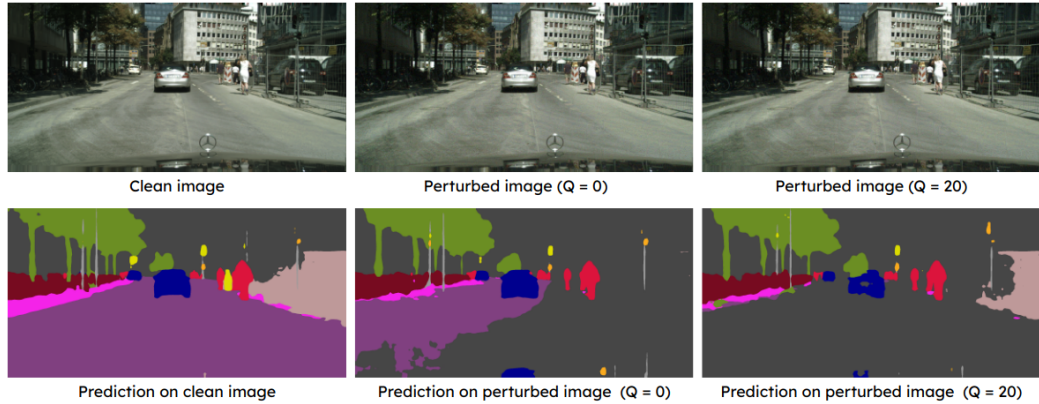 Clean image
Perturbed image (Q = 0)
Perturbed image (Q = 20)
Prediction on clean image
Prediction on perturbed image (Q = 0)
Prediction on perturbed image (Q = 20)